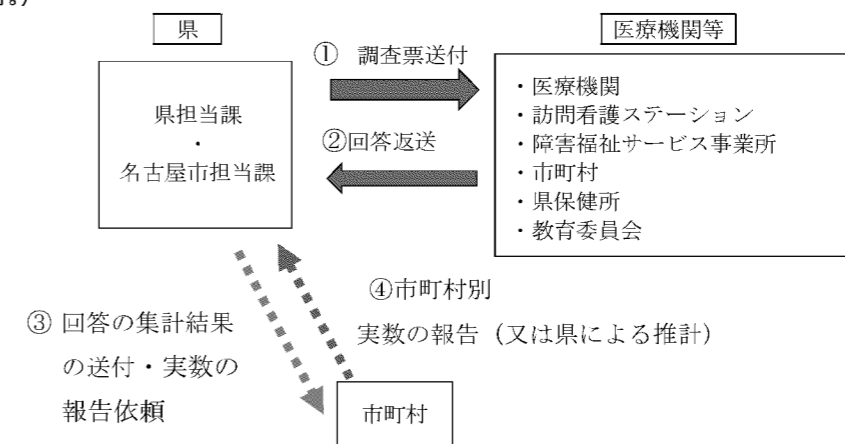 県
医療機関等
① 調査票送付
県担当課
・
名古屋市担当課
②回答返送
・医療機関
・訪問看護ステーション
・障害福祉サービス事業所
・市町村
・県保健所
・教育委員会
③ 回答の集計結果
の送付・実数の
報告依頼
④市町村別
実数の報告（又は県による推計）
市町村